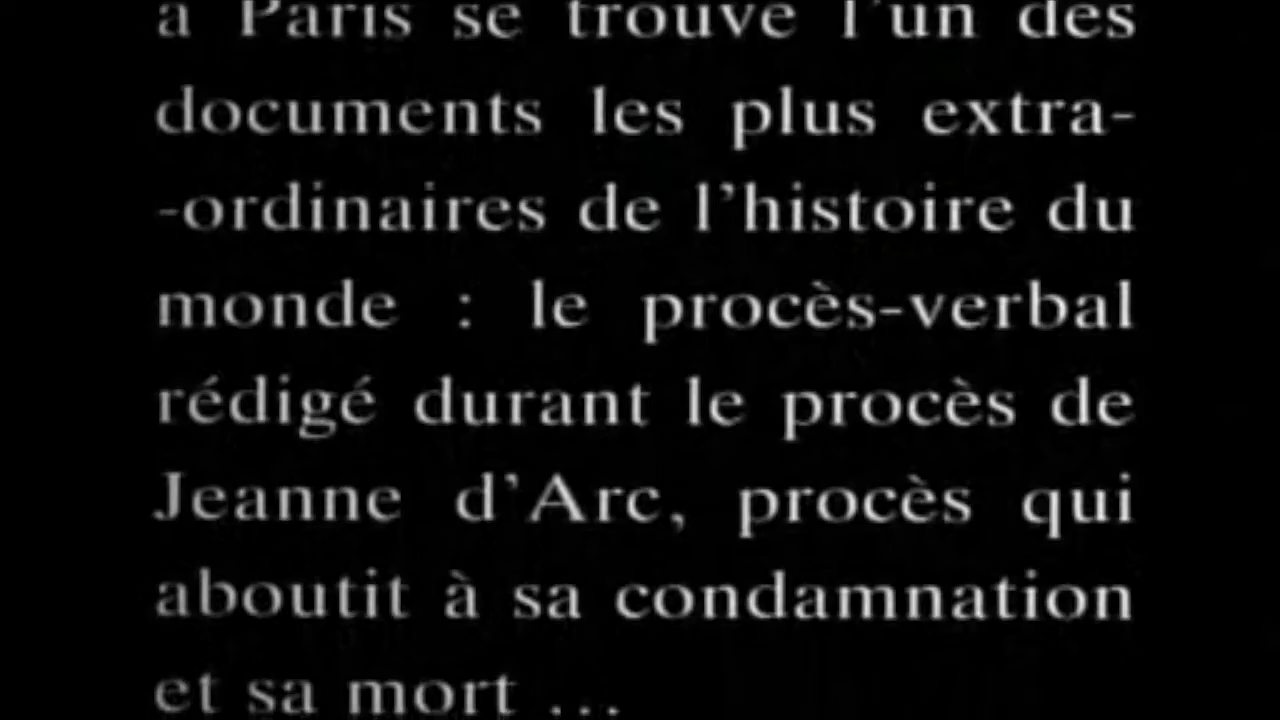 à Paris se trouve l'un des
documents les plus extra-
-ordinaires de l'histoire du
monde : le procès-verbal
rédigé durant le procès de
Jeanne d'Arc, procès qui
aboutit à sa condamnation
et sa mort ...